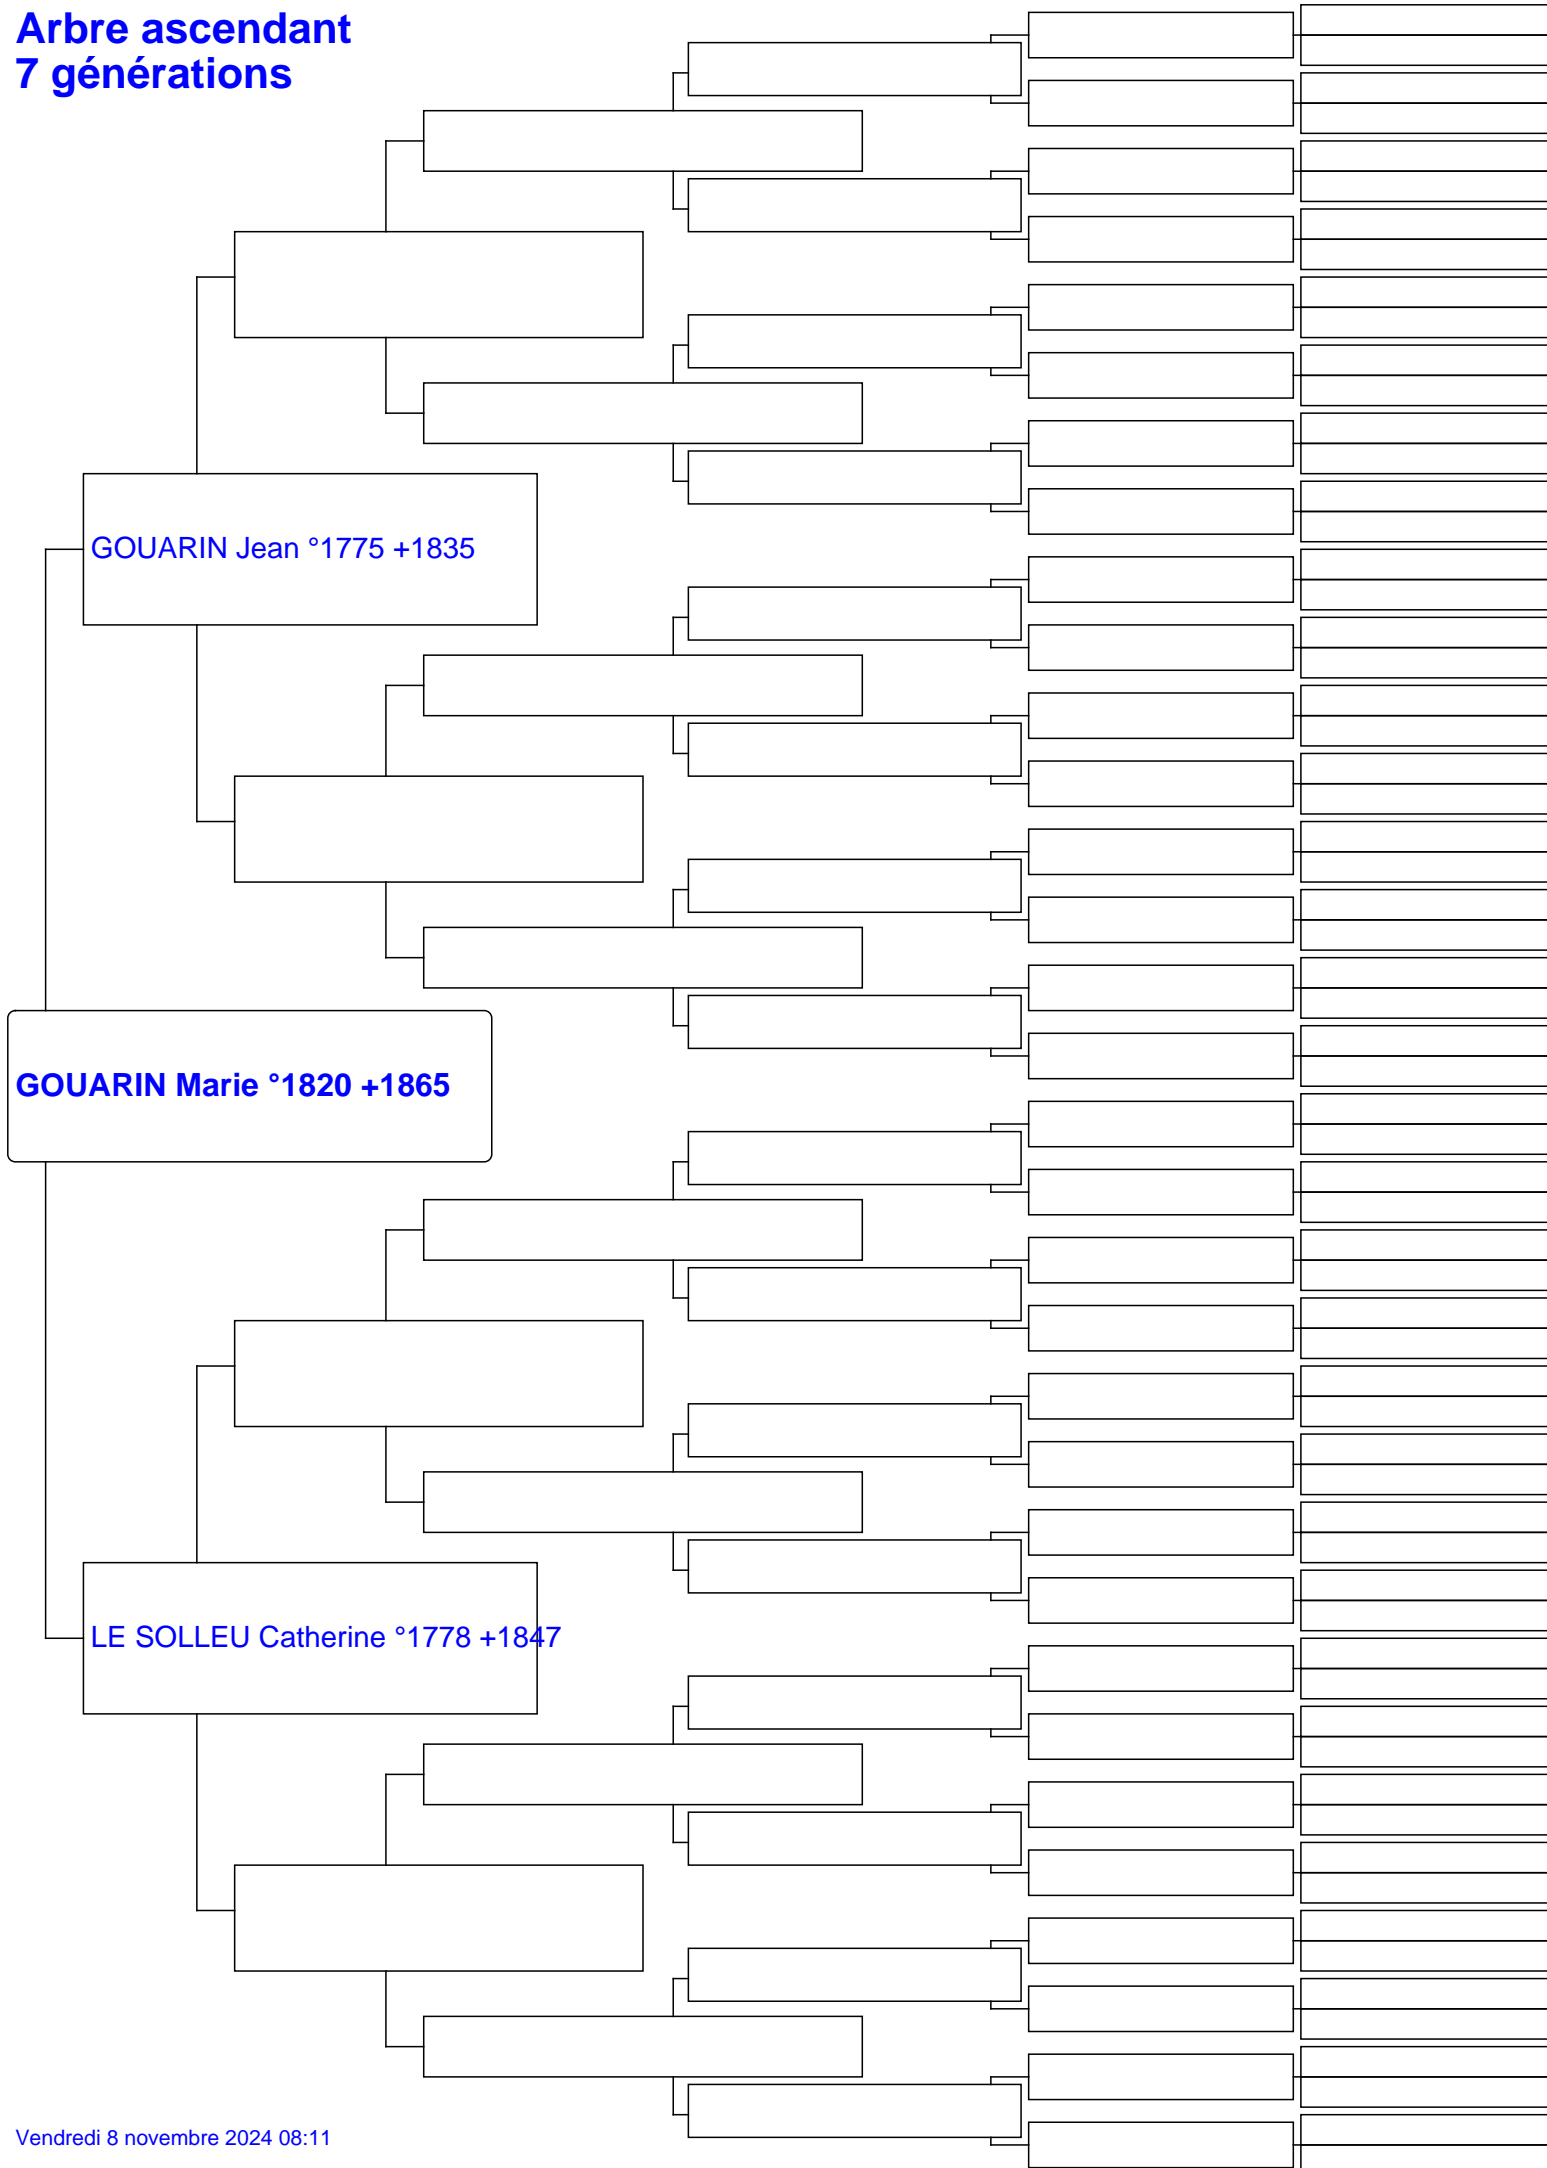 Arbre ascendant
7 générations
GOUARIN Jean °1775 +1835
GOUARIN Marie °1820 +1865
LE SOLLEU Catherine °1778 +1847
Vendredi 8 novembre 2024 08:11